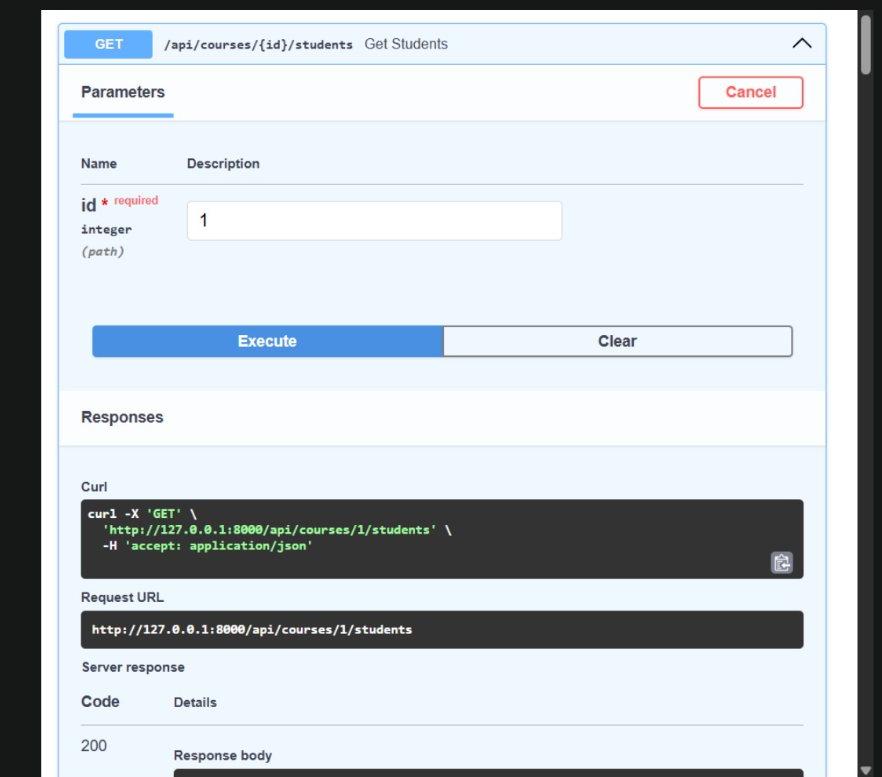 GET /api/courses/{id}/students Get Students
Parameters
Cancel
Name Description
id * required
integer
(path)
1
Execute Clear
Responses
Curl
curl -X 'GET' \
'http://127.0.0.1:8000/api/courses/1/students' \
-H 'accept: application/json'
Request URL
http://127.0.0.1:8000/api/courses/1/students
Server response
Code Details
200
Response body